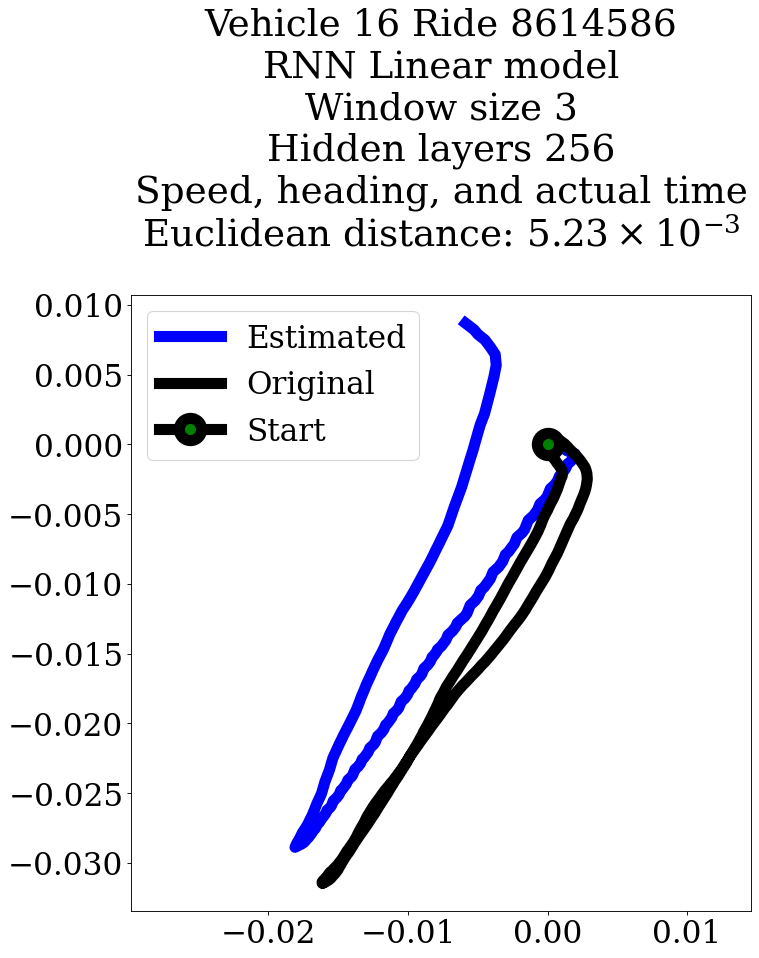 Vehicle 16 Ride 8614586
RNN Linear model
Window size 3
Hidden layers 256
Speed, heading, and actual time
Euclidean distance: 5.23 × 10⁻³
Estimated
Original
Start
0.010
0.005
0.000
−0.005
−0.010
−0.015
−0.020
−0.025
−0.030
−0.02 −0.01 0.00 0.01